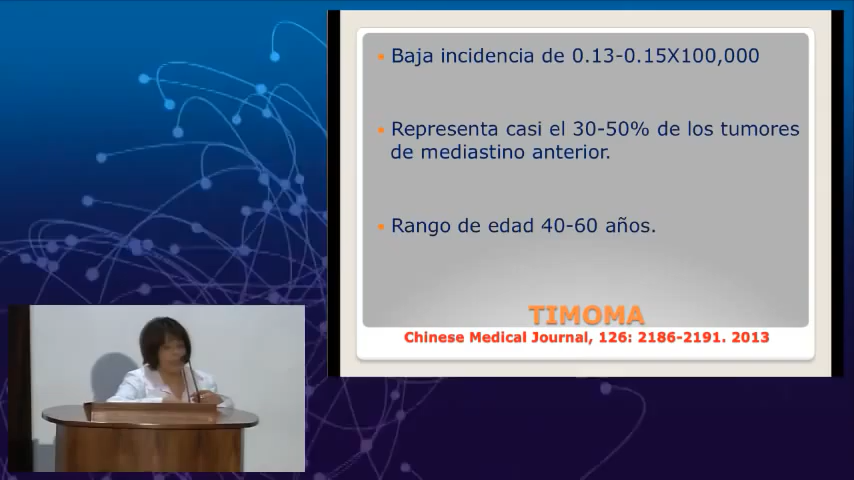 Baja incidencia de 0.13-0.15X100,000
Representa casi el 30-50% de los tumores
de mediastino anterior.
Rango de edad 40-60 años.
TIMOMA
Chinese Medical Journal, 126: 2186-2191. 2013